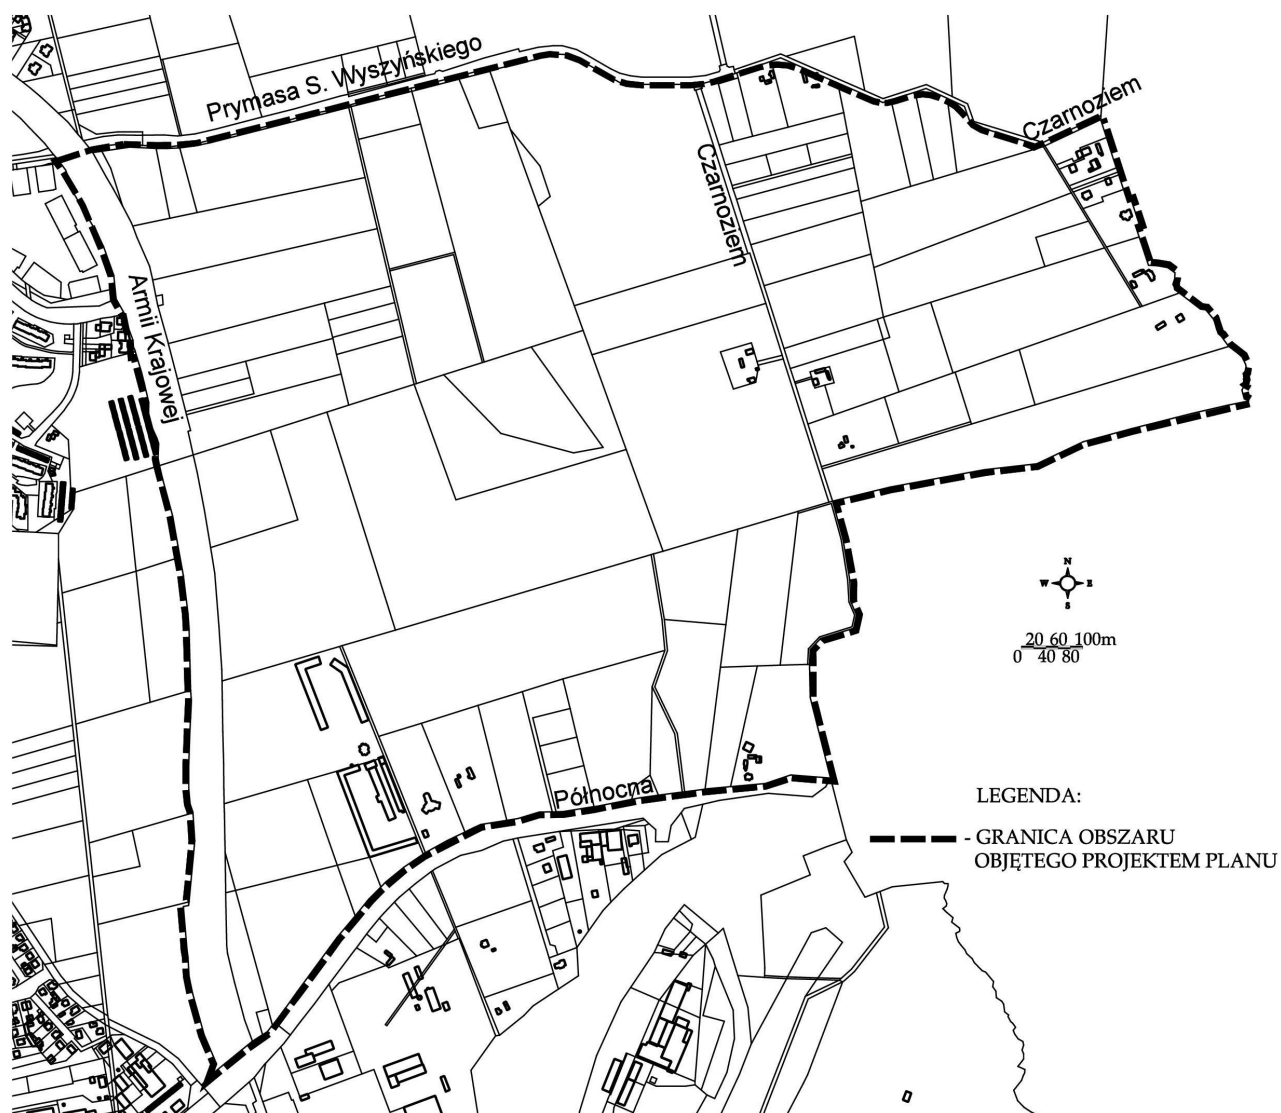 Prymasa S. Wyszyńskiego
Czarnoziem
Czarnoziem
Armii Krajowej
N
W E
S
20 60 100m
0 40 80
Północna
LEGENDA:
- GRANICA OBSZARU
OBJĘTEGO PROJEKTEM PLANU